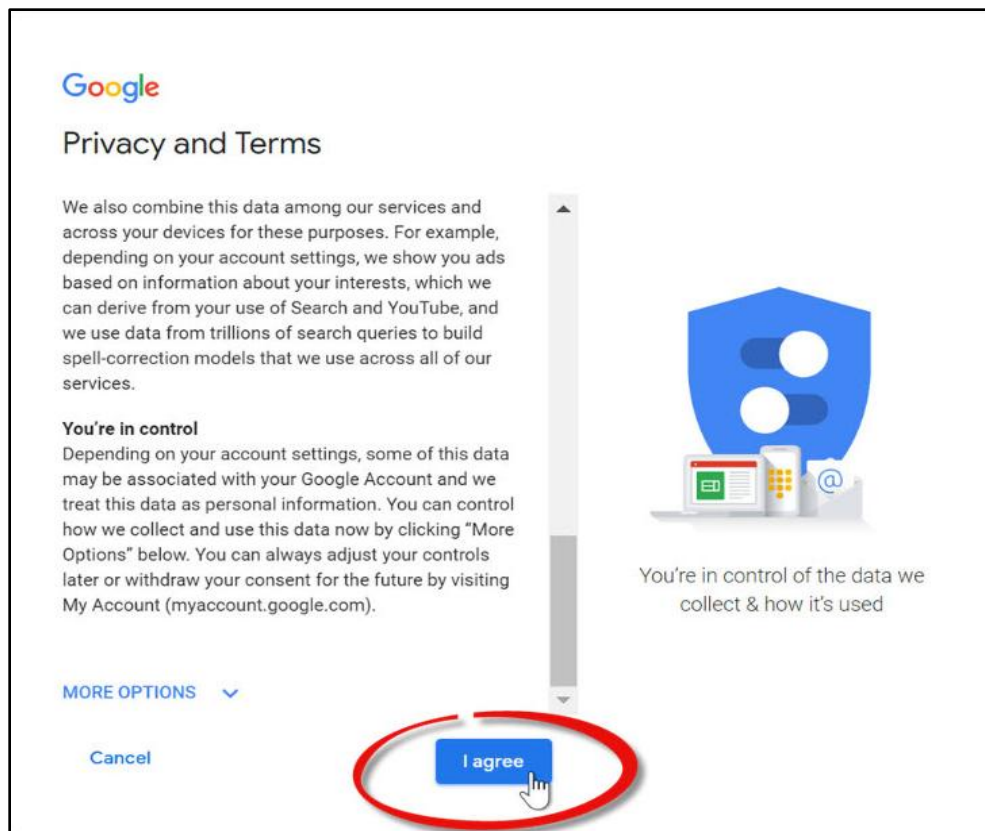 Google
Privacy and Terms
We also combine this data among our services and
across your devices for these purposes. For example,
depending on your account settings, we show you ads
based on information about your interests, which we
can derive from your use of Search and YouTube, and
we use data from trillions of search queries to build
spell-correction models that we use across all of our
services.
You're in control
Depending on your account settings, some of this data
may be associated with your Google Account and we
treat this data as personal information. You can control
how we collect and use this data now by clicking “More
Options” below. You can always adjust your controls
later or withdraw your consent for the future by visiting
My Account (myaccount.google.com).
@
You're in control of the data we
collect & how it's used
MORE OPTIONS
Cancel
I agree